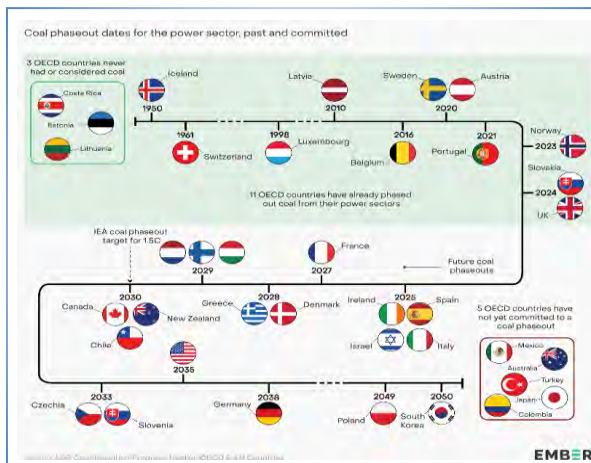 Coal phaseout dates for the power sector, past and committed
3 OECD countries never
had or considered coal
Costa Rica
Estonia
Lithuania
Iceland
1950
1961
Switzerland
1998
Luxembourg
Latvia
2010
2016
Belgium
Sweden
Austria
2020
2021
Portugal
Norway
2023
Slovakia
2024
UK
11 OECD countries have already phased
out coal from their power sectors
IEA coal phaseout
target for 1.5C
2029
France
2027
Future coal
phaseouts
2030
Canada
New Zealand
Chile
2028
Greece
Denmark
2025
Ireland
Spain
Israel
Italy
2035
5 OECD countries have
not yet committed to a
coal phaseout
Mexico
Australia
Turkey
Japan
Colombia
2033
Czechia
Slovenia
2038
Germany
2049
Poland
2050
South
Korea
EMBER